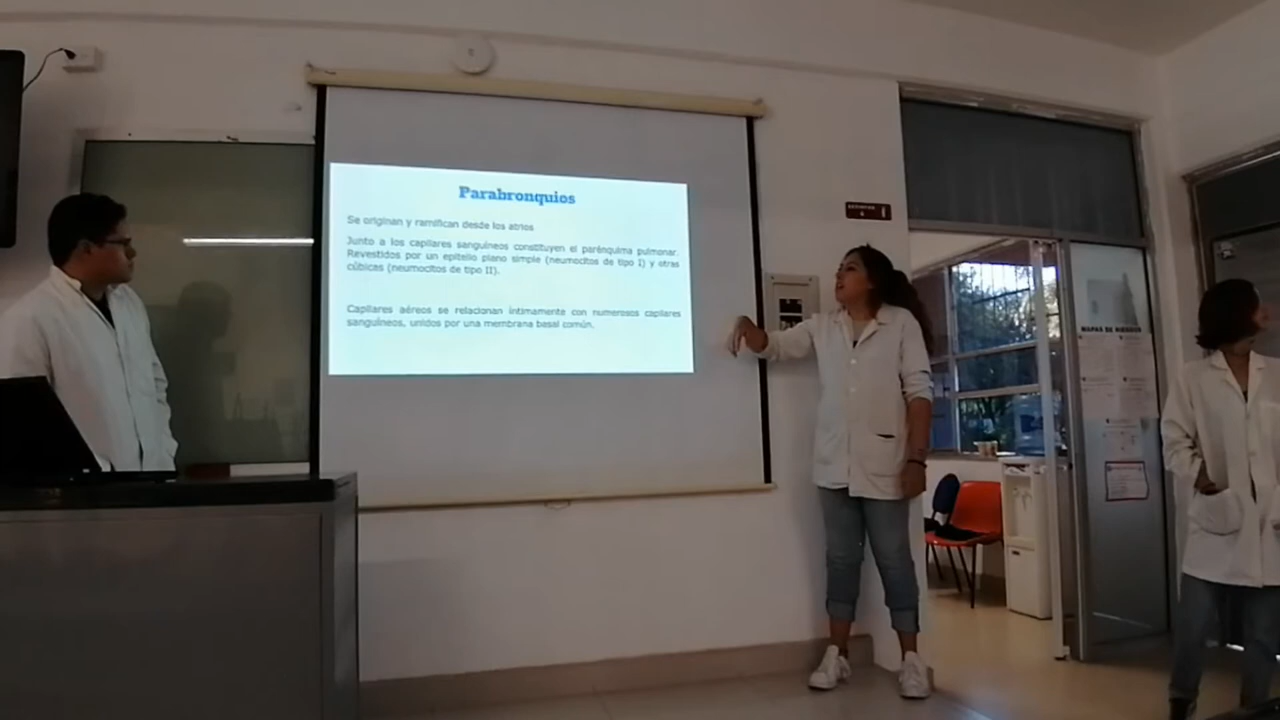 Parabronquios
Se originan y ramifican desde los atrios
Junto a los capilares sanguíneos constituyen el parénquima pulmonar.
Revestidos por un epitelio plano simple (neumocitos de tipo I) y otras
cúbicas (neumocitos de tipo II).
Capilares aéreos se relacionan íntimamente con numerosos capilares
sanguíneos, unidos por una membrana basal común.
MAPAS DE RIESGOS